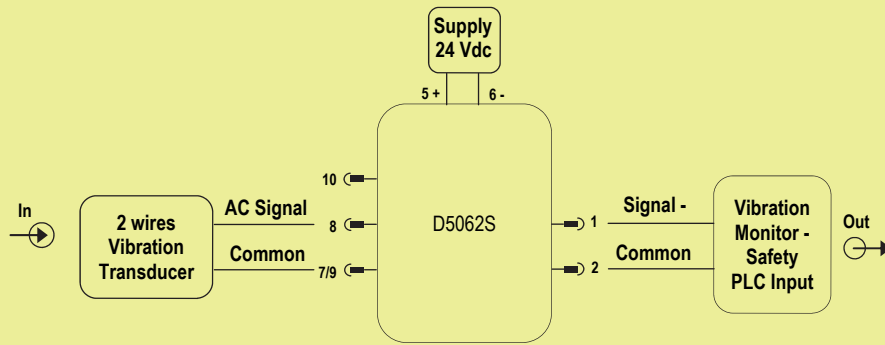 Supply
24 Vdc
5 +
6 -
10
In
2 wires
Vibration
Transducer
AC Signal
8
Common
7/9
D5062S
1
Signal -
2
Common
Vibration
Monitor -
Safety
PLC Input
Out